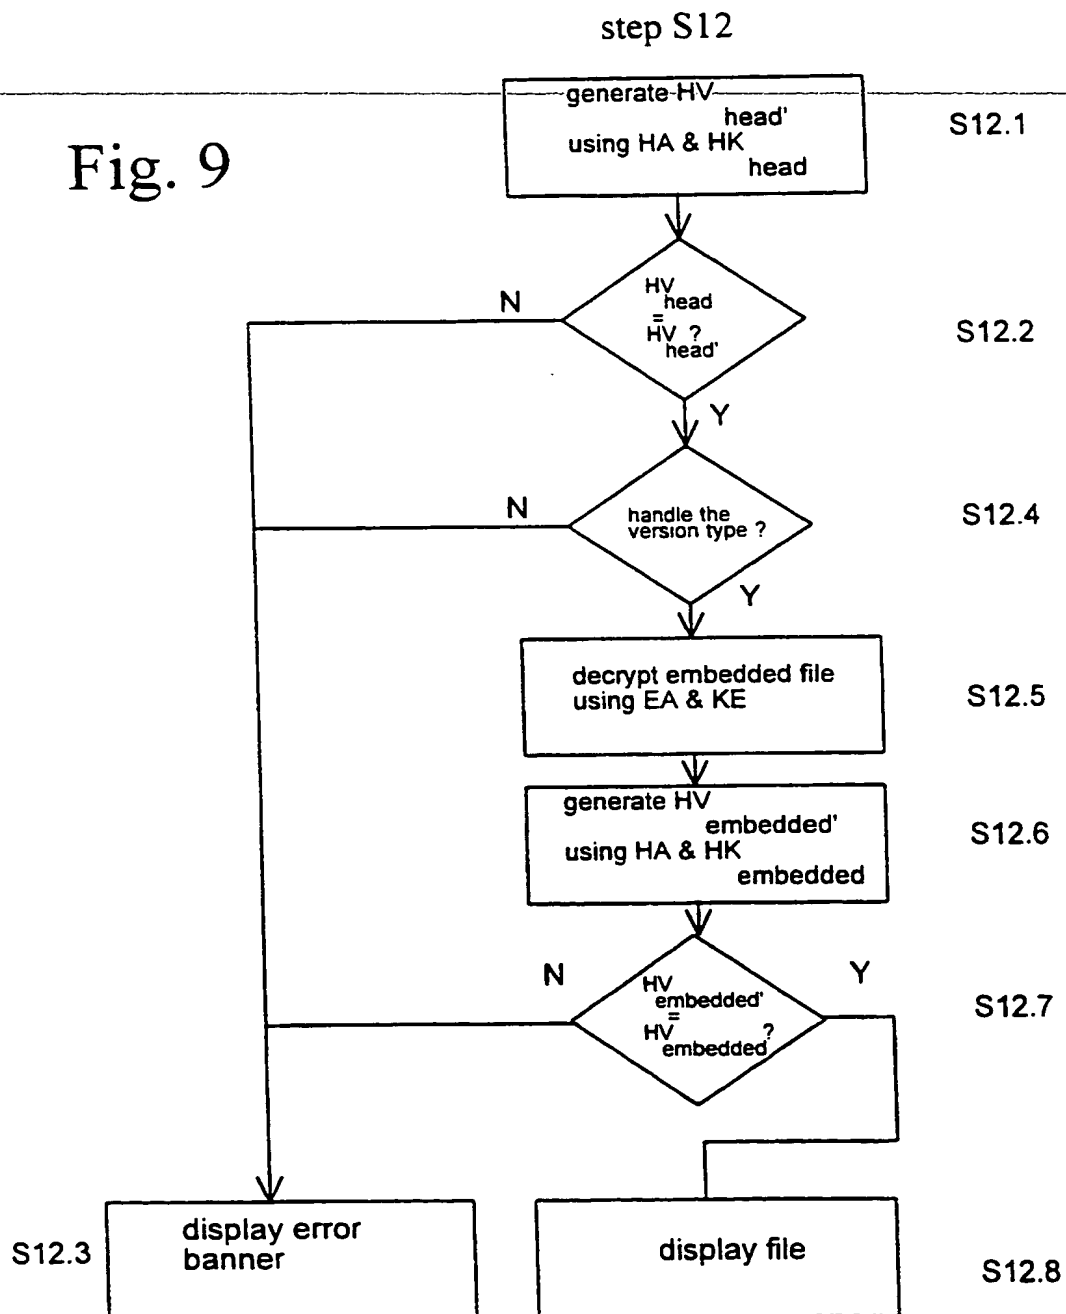 step S12
Fig. 9
generate HV
head'
using HA & HK
head
S12.1
HV
head
=
HV ?
head'
N
S12.2
Y
handle the
version type ?
N
S12.4
Y
decrypt embedded file
using EA & KE
S12.5
generate HV
embedded'
using HA & HK
embedded
S12.6
N
Y
HV
embedded'
=
HV ?
embedded
S12.7
S12.3
display error
banner
display file
S12.8